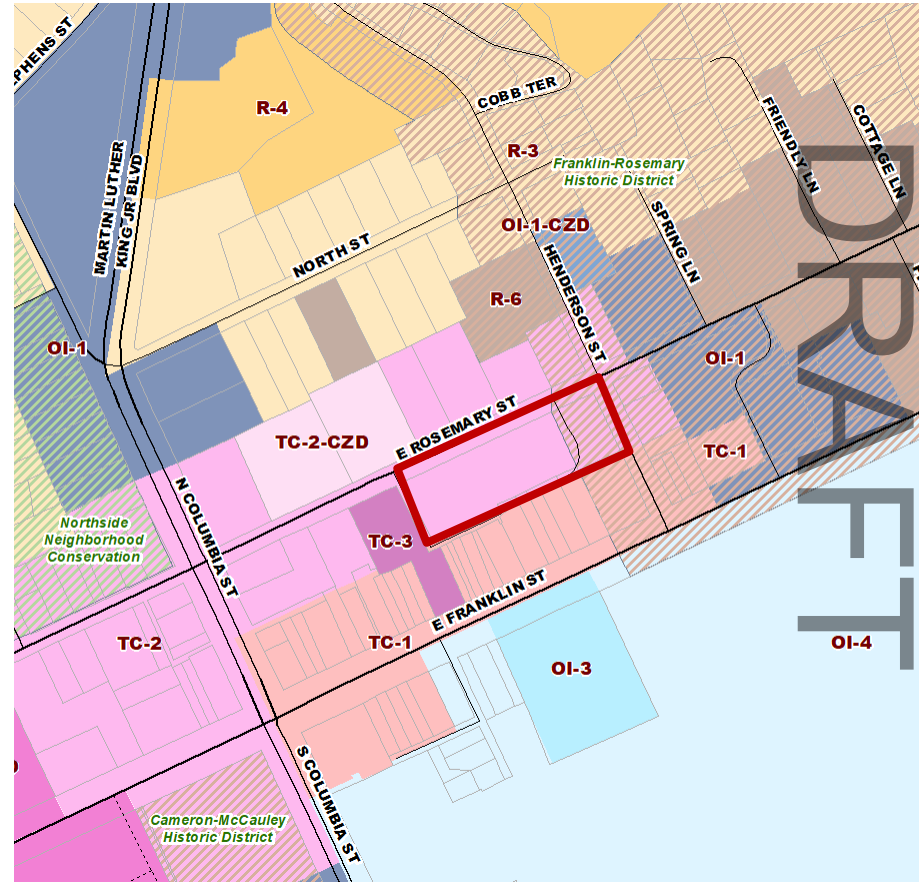 PHENS ST
COBB TER
R-4
FRIENDLY LN
COTTAGE LN
R-3
Franklin-Rosemary
Historic District
MARTIN LUTHER
KING JR BLVD
SPRING LN
OI-1-CZD
NORTH ST
HENDERSON ST
R-6
OI-1
OI-1
E ROSEMARY ST
TC-2-CZD
TC-1
N COLUMBIA ST
Northside
Neighborhood
Conservation
TC-3
E FRANKLIN ST
TC-2
TC-1
OI-3
OI-4
S COLUMBIA ST
Cameron-McCauley
Historic District
DRAFT